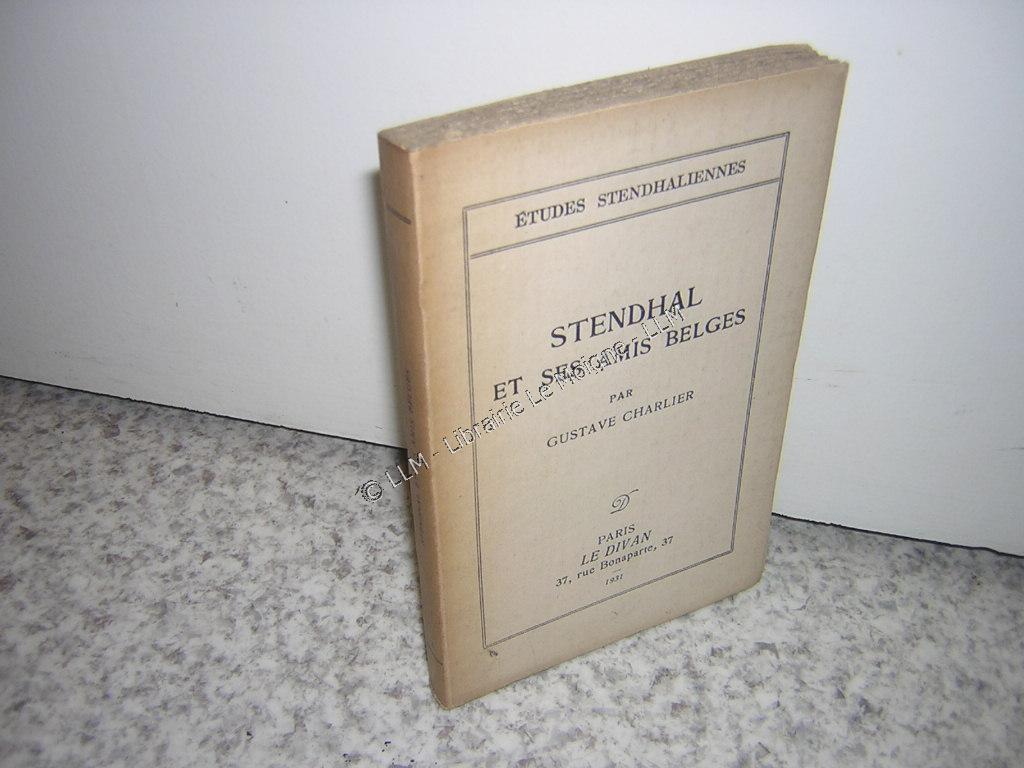 ÉTUDES STENDHALIENNES
STENDHAL
ET SES AMIS BELGES
PAR
GUSTAVE CHARLIER
D
PARIS
LE DIVAN
37, rue Bonaparte, 37
1931
© LLM - Librairie Le Moigne - LLM